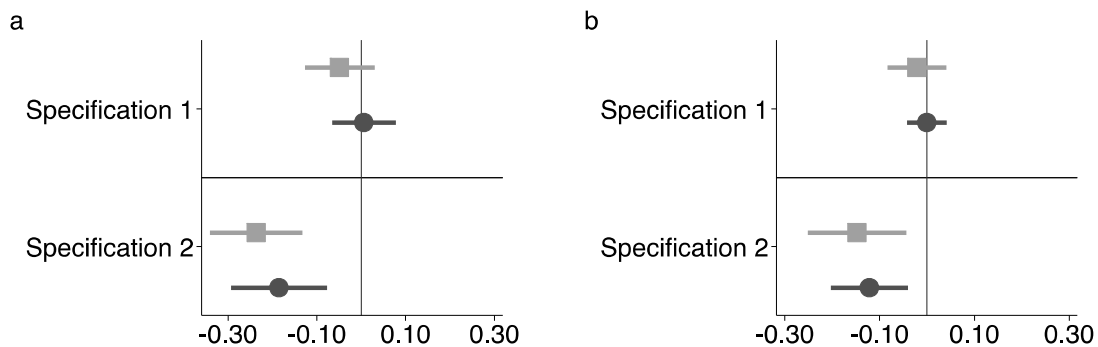 a
Specification 1
Specification 2
-0.30 -0.10 0.10 0.30
b
Specification 1
Specification 2
-0.30 -0.10 0.10 0.30